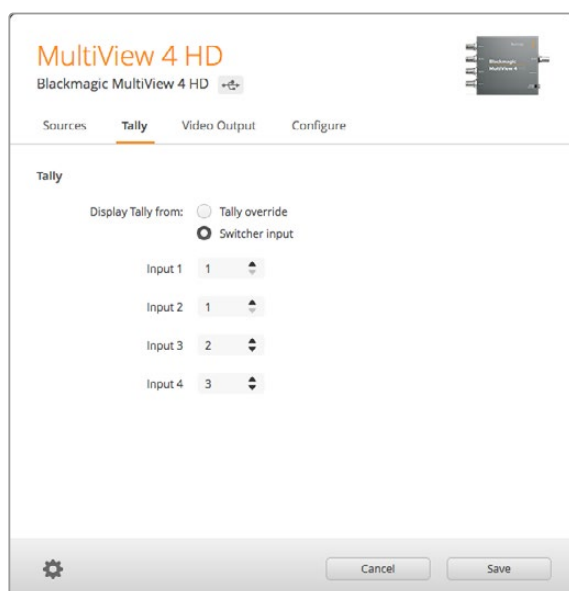 MultiView 4 HD
Blackmagic MultiView 4 HD
Sources Tally Video Output Configure
Tally
Display Tally from: Tally override
Switcher input
Input 1 1
Input 2 1
Input 3 2
Input 4 3
Cancel Save